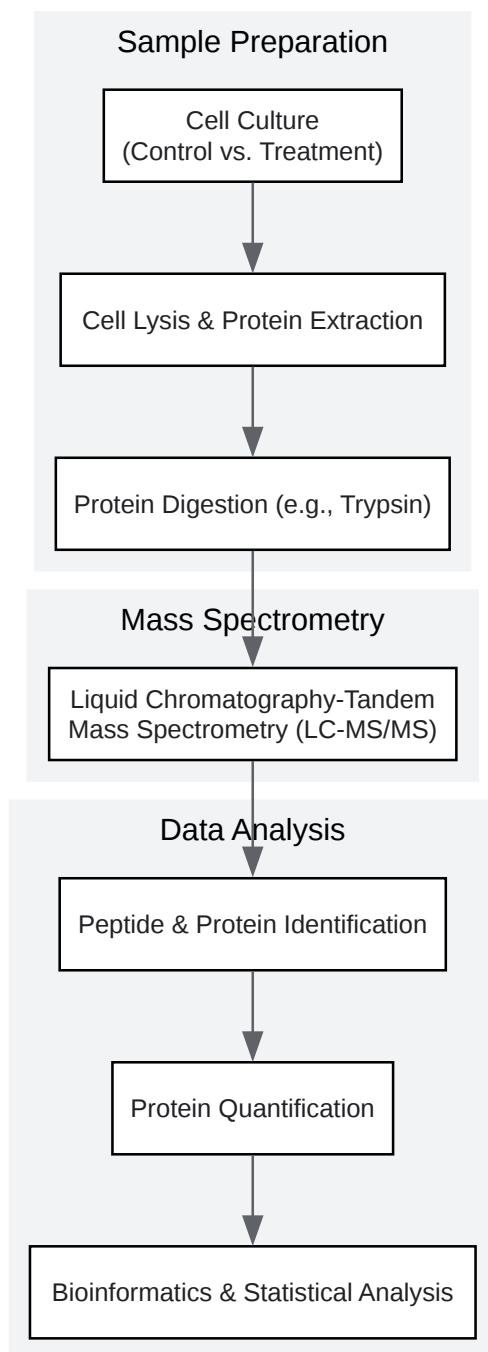 Sample Preparation
Cell Culture
(Control vs. Treatment)
Cell Lysis & Protein Extraction
Protein Digestion (e.g., Trypsin)
Mass Spectrometry
Liquid Chromatography-Tandem
Mass Spectrometry (LC-MS/MS)
Data Analysis
Peptide & Protein Identification
Protein Quantification
Bioinformatics & Statistical Analysis